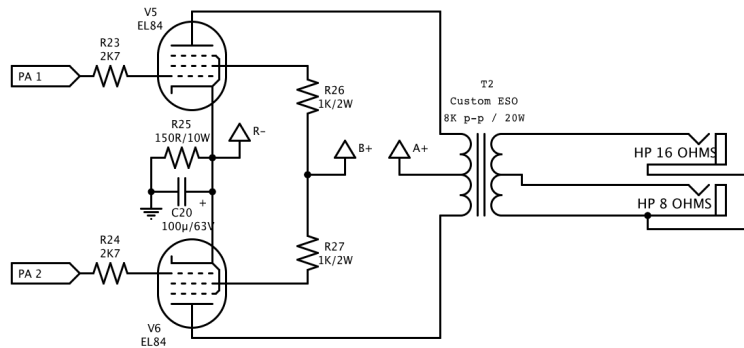 V5
EL84
R23
2K7
PA 1
R26
1K/2W
T2
Custom ESO
8K p-p / 20W
R25
150R/10W
R-
B+
A+
HP 16 OHMS
C20
+
100µ/63V
HP 8 OHMS
R24
2K7
R27
1K/2W
PA 2
V6
EL84